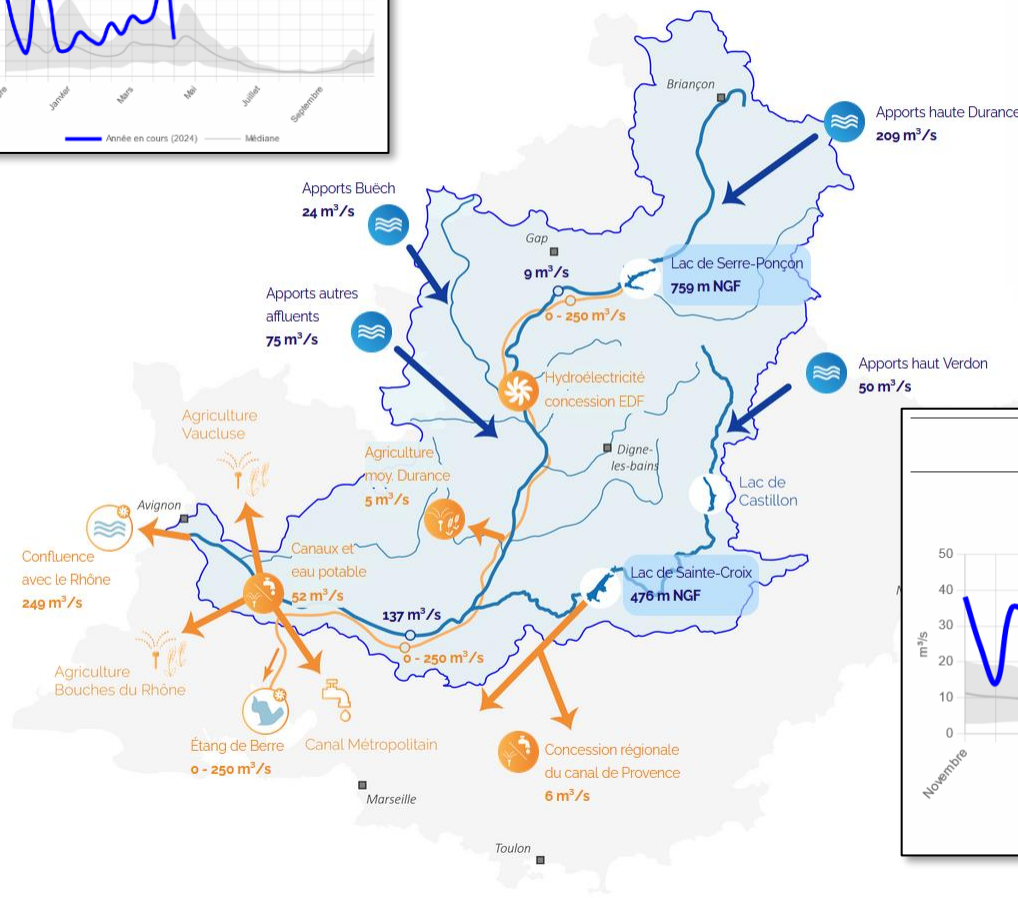 Janvier
Mars
Mai
Juillet
Septembre
Année en cours (2024)
Médiane
Briançon
Apports haute Durance
209 m³/s
Apports Buëch
24 m³/s
Gap
9 m³/s
Lac de Serre-Ponçon
759 m NGF
0 - 250 m³/s
Apports autres
affluents
75 m³/s
Hydroélectricité
concession EDF
Apports haut Verdon
50 m³/s
Agriculture
Vaucluse
Agriculture
moy. Durance
5 m³/s
Digne-
les-bains
Lac de
Castillon
Avignon
Confluence
avec le Rhône
249 m³/s
Canaux et
eau potable
52 m³/s
Lac de Sainte-Croix
476 m NGF
137 m³/s
0 - 250 m³/s
Agriculture
Bouches du Rhône
Étang de Berre
0 - 250 m³/s
Canal Métropolitain
Concession régionale
du canal de Provence
6 m³/s
Marseille
Toulon
50
40
30
20
10
0
m³/s
Novembre